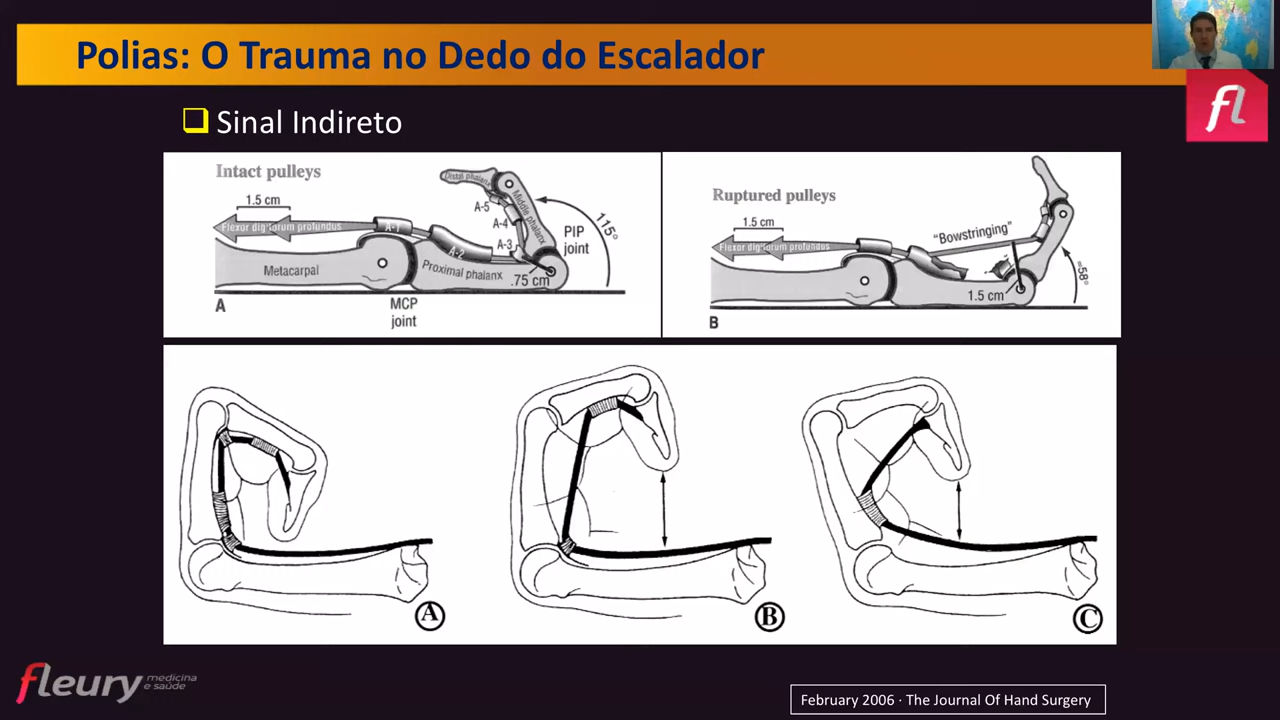 Polias: O Trauma no Dedo do Escalador
fl
Sinal Indireto
Intact pulleys
1.5 cm
Flexor digitorum profundus
A-1
A-2
A-3
A-4
A-5
Distal phalanx
Middle phalanx
PIP
joint
115°
Metacarpal
Proximal phalanx
.75 cm
MCP
joint
A
Ruptured pulleys
1.5 cm
Flexor digitorum profundus
"Bowstringing"
1.5 cm
≈58°
B
A
B
C
fleury medicina
e saúde
February 2006 · The Journal Of Hand Surgery